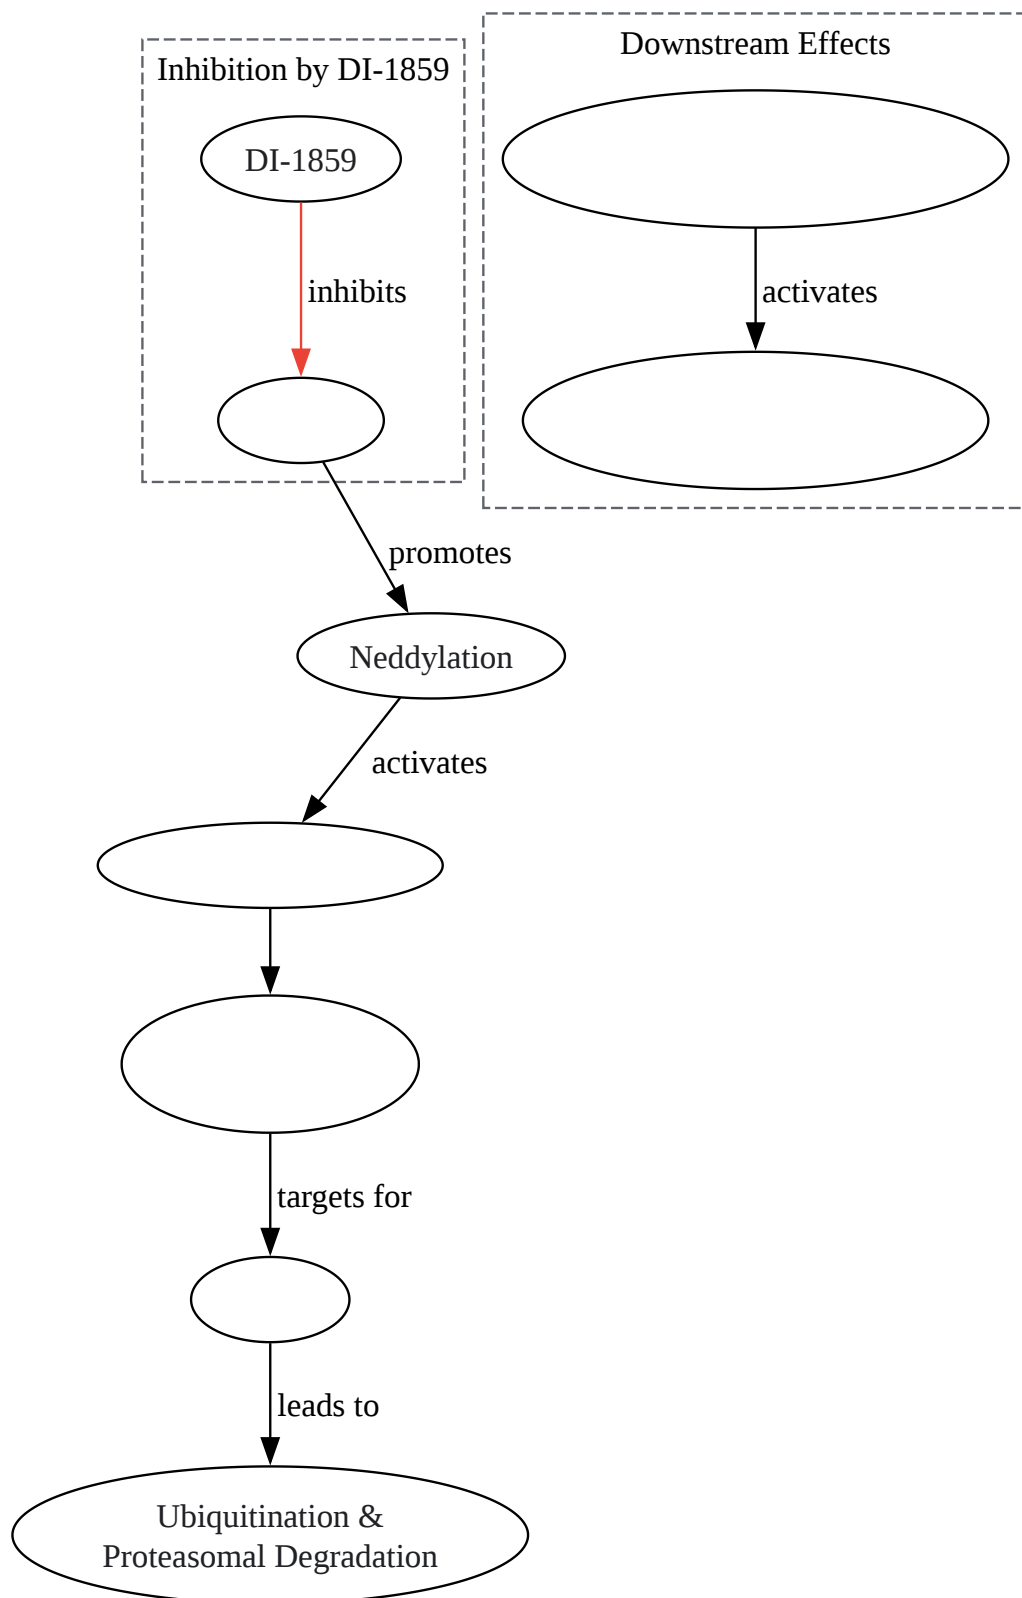 Inhibition by DI-1859
DI-1859
inhibits
Downstream Effects
activates
promotes
Neddylation
activates
targets for
leads to
Ubiquitination &
Proteasomal Degradation